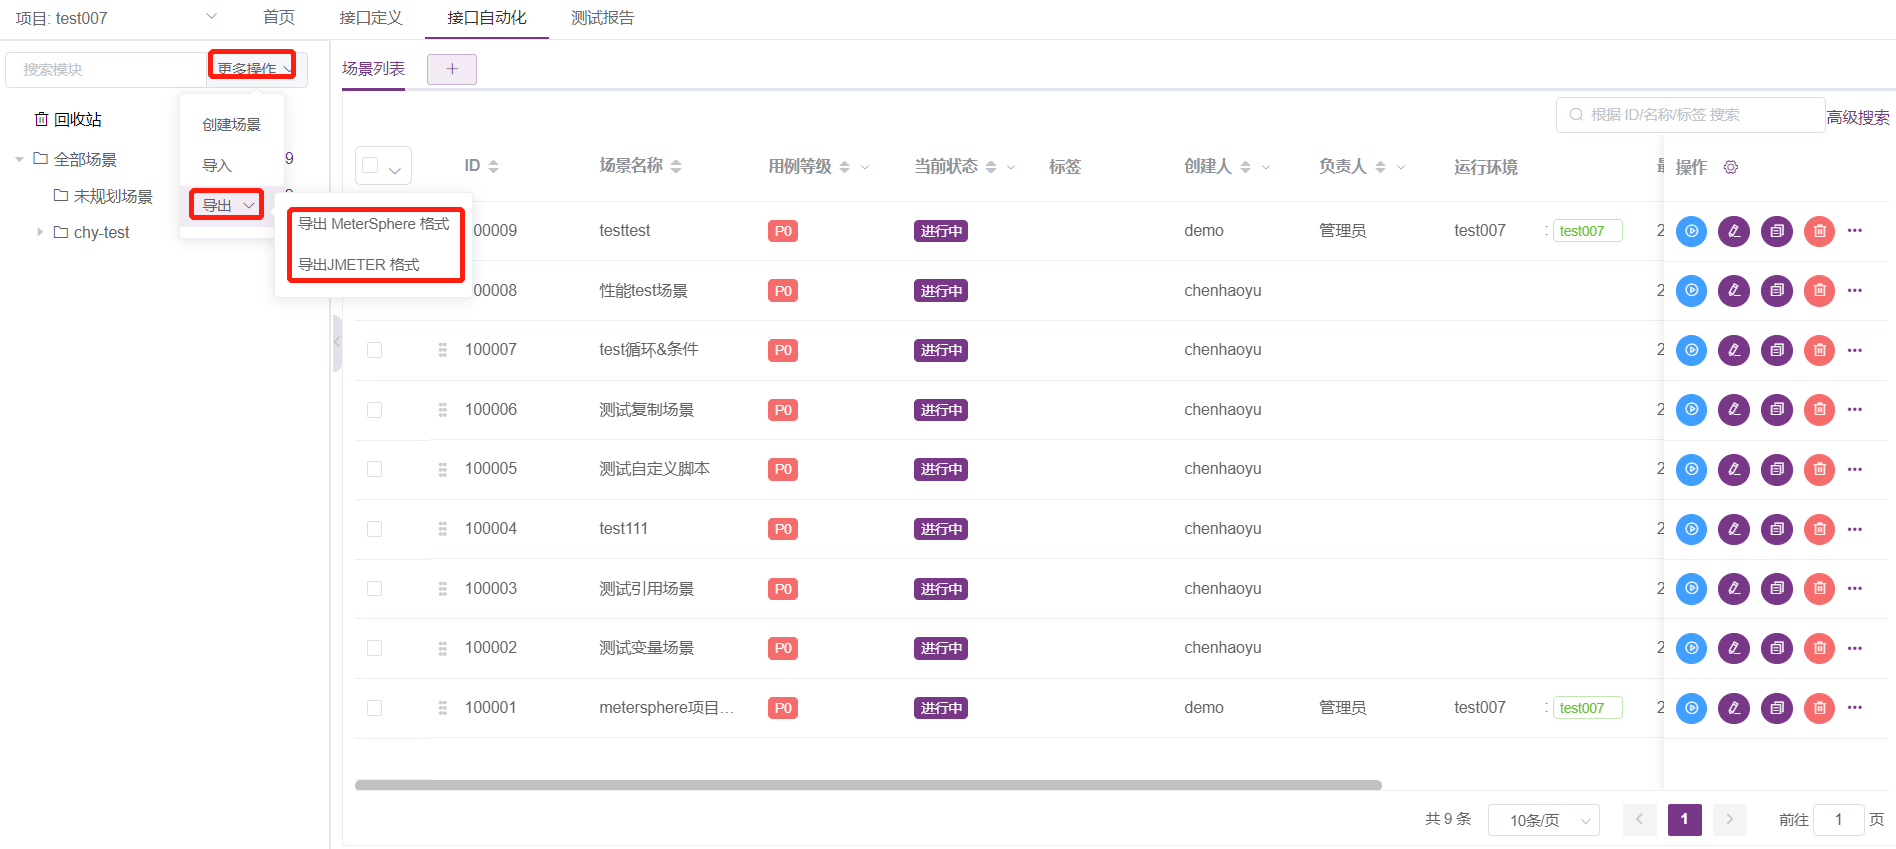 项目: test007 首页 接口定义 接口自动化 测试报告
搜索模块 更多操作
回收站
全部场景 9
未规划场景
chy-test
创建场景
导入
导出
导出 MeterSphere 格式
导出JMETER 格式
场景列表 +
根据 ID/名称/标签 搜索 高级搜索
ID 场景名称 用例等级 当前状态 标签 创建人 负责人 运行环境 操作
00009 testtest P0 进行中 demo 管理员 test007 : test007 2
00008 性能test场景 P0 进行中 chenhaoyu 2
100007 test循环&条件 P0 进行中 chenhaoyu 2
100006 测试复制场景 P0 进行中 chenhaoyu 2
100005 测试自定义脚本 P0 进行中 chenhaoyu 2
100004 test111 P0 进行中 chenhaoyu 2
100003 测试引用场景 P0 进行中 chenhaoyu 2
100002 测试变量场景 P0 进行中 chenhaoyu 2
100001 metersphere项目... P0 进行中 demo 管理员 test007 : test007 2
共 9 条 10条/页 1 前往 1 页